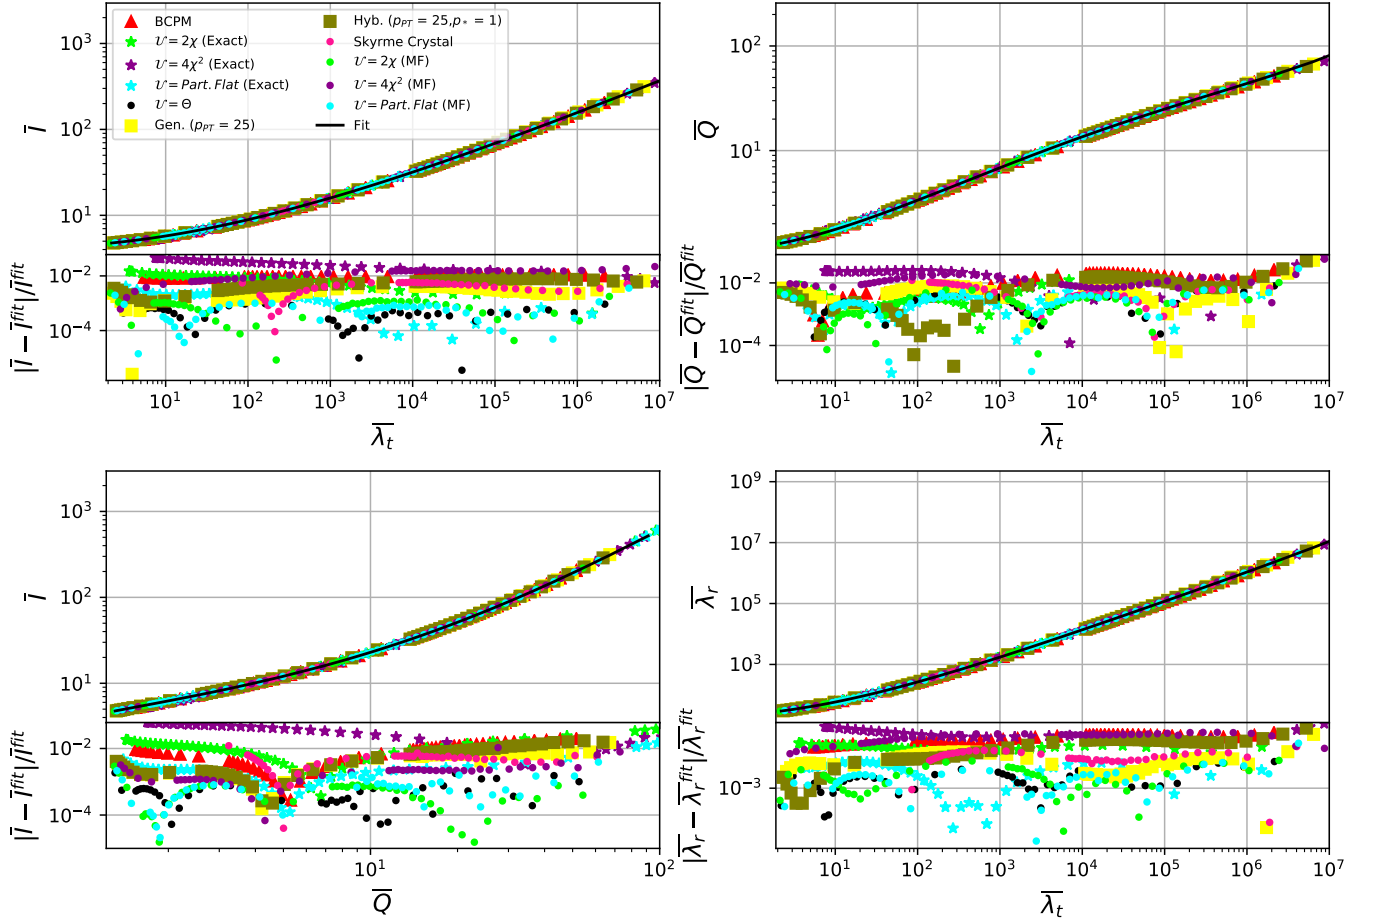 BCPM
𝒰 = 2χ (Exact)
𝒰 = 4χ² (Exact)
𝒰 = Part. Flat (Exact)
𝒰 = Θ
Gen. (p_PT = 25)
Hyb. (p_PT = 25, p_* = 1)
Skyrme Crystal
𝒰 = 2χ (MF)
𝒰 = 4χ² (MF)
𝒰 = Part. Flat (MF)
Fit
10³
10²
10¹
I̅
10⁻²
10⁻⁴
|I̅ − I̅^fit|/I̅^fit
10¹ 10² 10³ 10⁴ 10⁵ 10⁶ 10⁷
λ̅_t
10²
10¹
Q̅
10⁻²
10⁻⁴
|Q̅ − Q̅^fit|/Q̅^fit
10¹ 10² 10³ 10⁴ 10⁵ 10⁶ 10⁷
λ̅_t
10³
10²
10¹
I̅
10⁻²
10⁻⁴
|I̅ − I̅^fit|/I̅^fit
10¹ 10²
Q̅
10⁹
10⁷
10⁵
10³
λ̅_r
10⁻³
|λ̅_r − λ̅_r^fit|/λ̅_r^fit
10¹ 10² 10³ 10⁴ 10⁵ 10⁶ 10⁷
λ̅_t